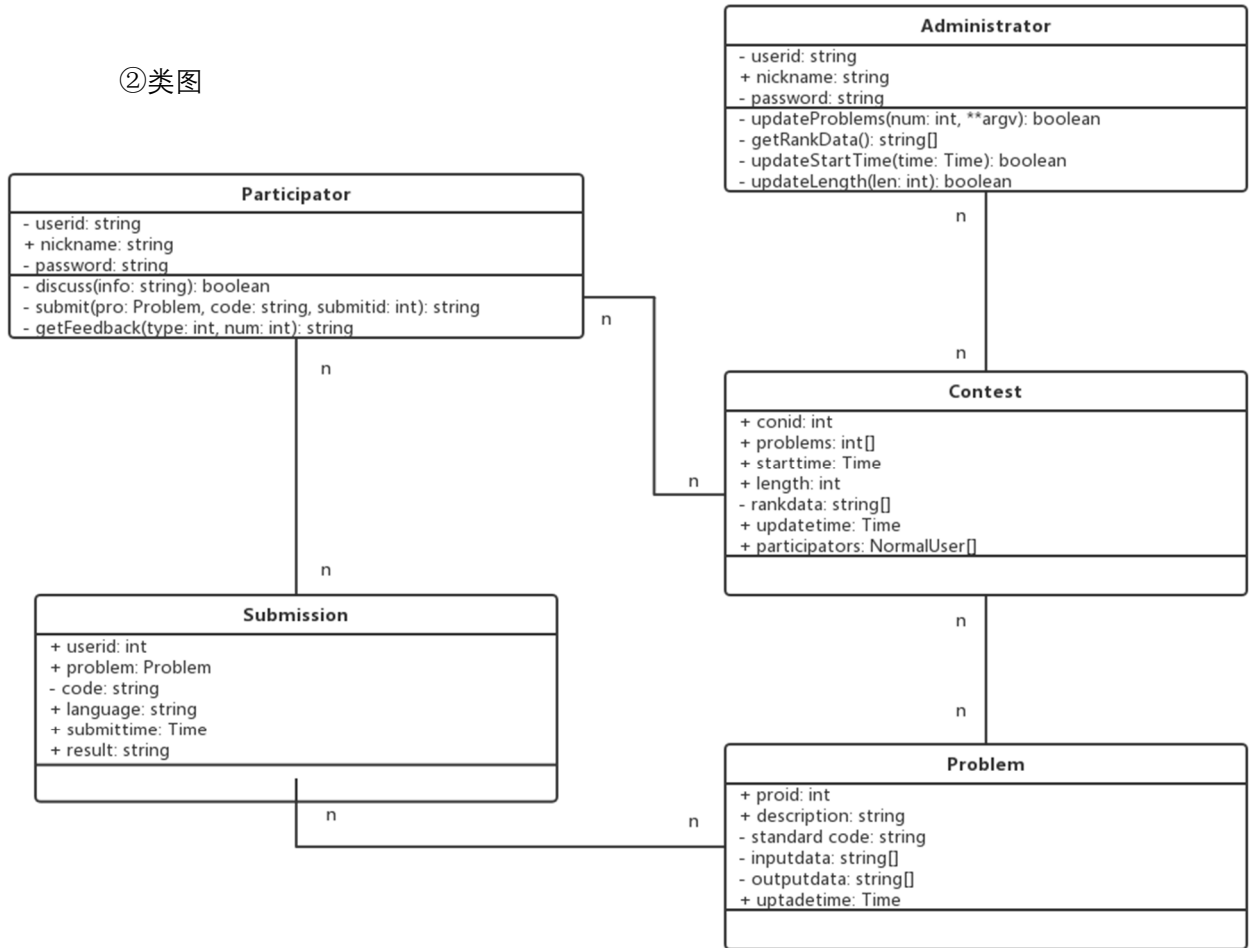 ②类图
Administrator
- userid: string
+ nickname: string
- password: string
- updateProblems(num: int, **argv): boolean
- getRankData(): string[]
- updateStartTime(time: Time): boolean
- updateLength(len: int): boolean
Participator
- userid: string
+ nickname: string
- password: string
- discuss(info: string): boolean
- submit(pro: Problem, code: string, submitid: int): string
- getFeedback(type: int, num: int): string
n
n
n
n
n
n
Contest
+ conid: int
+ problems: int[]
+ starttime: Time
+ length: int
- rankdata: string[]
+ updatetime: Time
+ participators: NormalUser[]
Submission
+ userid: int
+ problem: Problem
- code: string
+ language: string
+ submittime: Time
+ result: string
n
n
n
n
Problem
+ proid: int
+ description: string
- standard code: string
- inputdata: string[]
- outputdata: string[]
+ uptadetime: Time